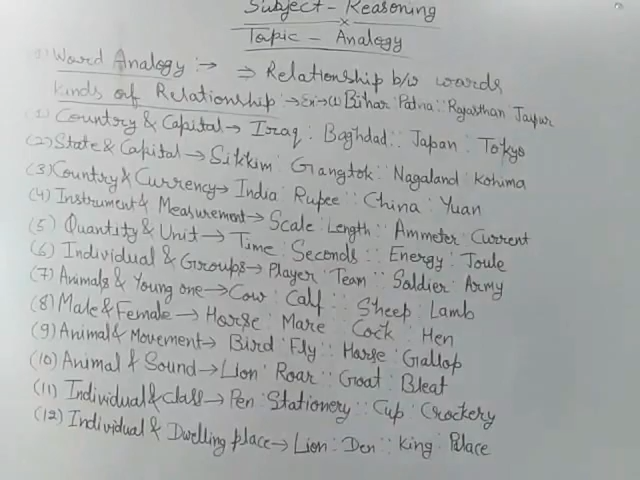 Subject - Reasoning
×
Topic - Analogy
1) Word Analogy :→ ⇒ Relationship b/w words
Kinds of Relationship :→ Ex:→ (1) Bihar : Patna :: Rajasthan Jaipur
(1) Country & Capital → Iraq : Baghdad :: Japan : Tokyo
(2) State & Capital → Sikkim : Gangtok :: Nagaland : Kohima
(3) Country & Currency → India : Rupee :: China : Yuan
(4) Instrument & Measurement → Scale : Length :: Ammeter : Current
(5) Quantity & Unit → Time : Seconds :: Energy : Joule
(6) Individual & Groups → Player : Team :: Soldier : Army
(7) Animals & Young one → Cow : Calf :: Sheep : Lamb
(8) Male & Female → Horse : Mare :: Cock : Hen
(9) Animal & Movement → Bird : Fly :: Horse : Gallop
(10) Animal & Sound → Lion : Roar :: Goat : Bleat
(11) Individual & class → Pen : Stationery :: Cup : Crockery
(12) Individual & Dwelling place → Lion : Den :: King : Palace